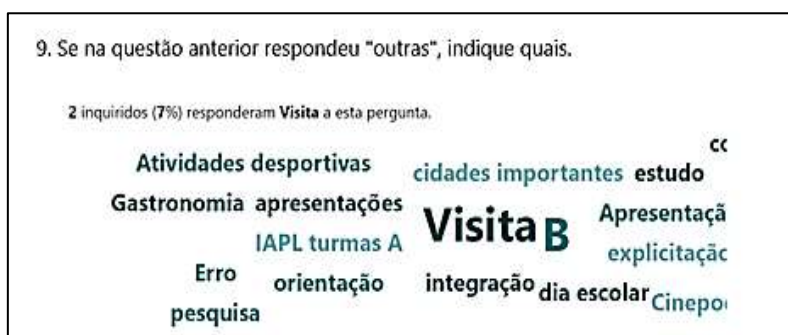 9. Se na questão anterior respondeu "outras", indique quais.
2 inquiridos (7%) responderam Visita a esta pergunta.
Atividades desportivas
cidades importantes
estudo
Gastronomia
apresentações
Visita
B
IAPL turmas A
Erro
orientação
integração
dia escolar
pesquisa